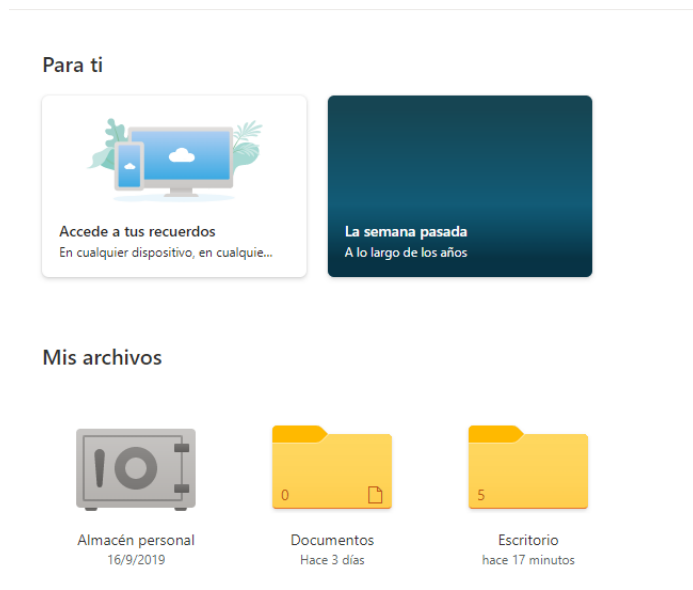 Para ti
Accede a tus recuerdos
En cualquier dispositivo, en cualquie...
La semana pasada
A lo largo de los años
Mis archivos
0
5
Almacén personal
Documentos
Escritorio
16/9/2019
Hace 3 días
hace 17 minutos